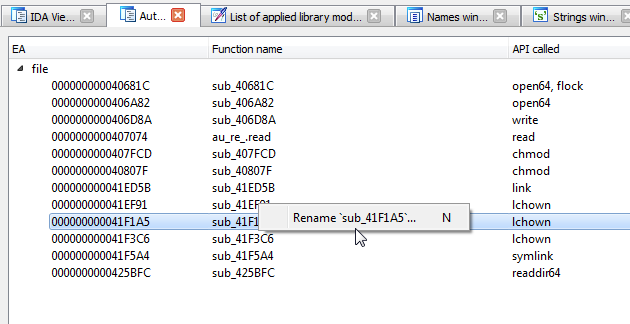 IDA Vie... Aut... List of applied library mod... Names win... Strings win...
EA Function name API called
file
000000000040681C sub_40681C open64, flock
0000000000406A82 sub_406A82 open64
0000000000406D8A sub_406D8A write
0000000000407074 au_re_.read read
0000000000407FCD sub_407FCD chmod
000000000040807F sub_40807F chmod
000000000041ED5B sub_41ED5B link
000000000041EF91 sub_41EF91 lchown
000000000041F1A5 sub_41F1 lchown
Rename `sub_41F1A5`... N
000000000041F3C6 sub_41F3C6 lchown
000000000041F5A4 sub_41F5A4 symlink
0000000000425BFC sub_425BFC readdir64